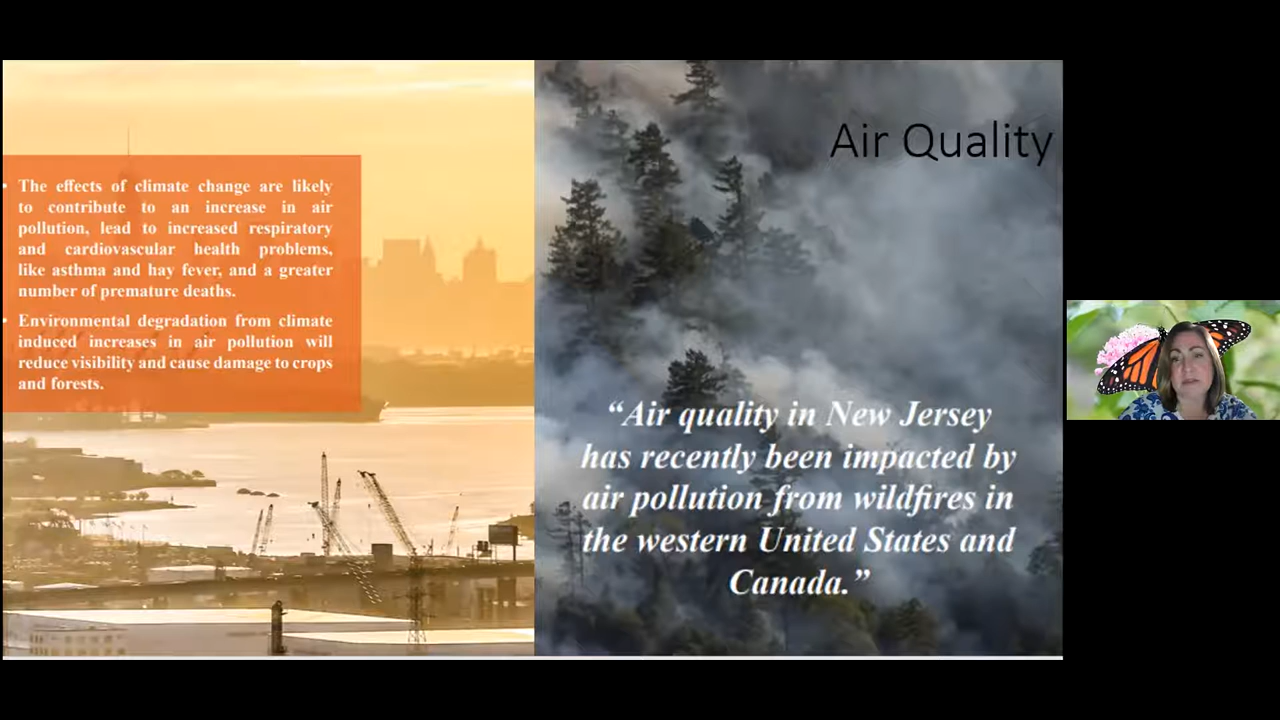 Air Quality
• The effects of climate change are likely
to contribute to an increase in air
pollution, lead to increased respiratory
and cardiovascular health problems,
like asthma and hay fever, and a greater
number of premature deaths.
• Environmental degradation from climate
induced increases in air pollution will
reduce visibility and cause damage to crops
and forests.
“Air quality in New Jersey
has recently been impacted by
air pollution from wildfires in
the western United States and
Canada.”